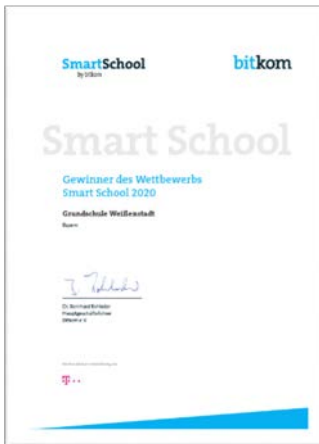 SmartSchool
by bitkom
bitkom
Smart School
Gewinner des Wettbewerbs
Smart School 2020
Grundschule Weißenstadt
Bayern
Dr. Bernhard Rohleder
Hauptgeschäftsführer
Bitkom e.V.